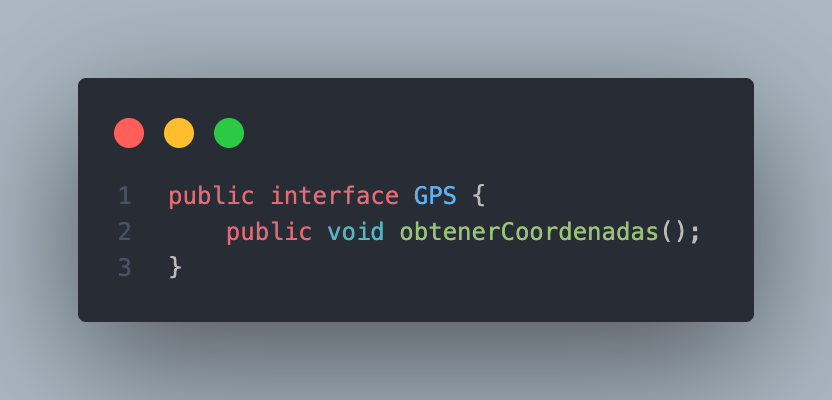 1 public interface GPS {
2 public void obtenerCoordenadas();
3 }